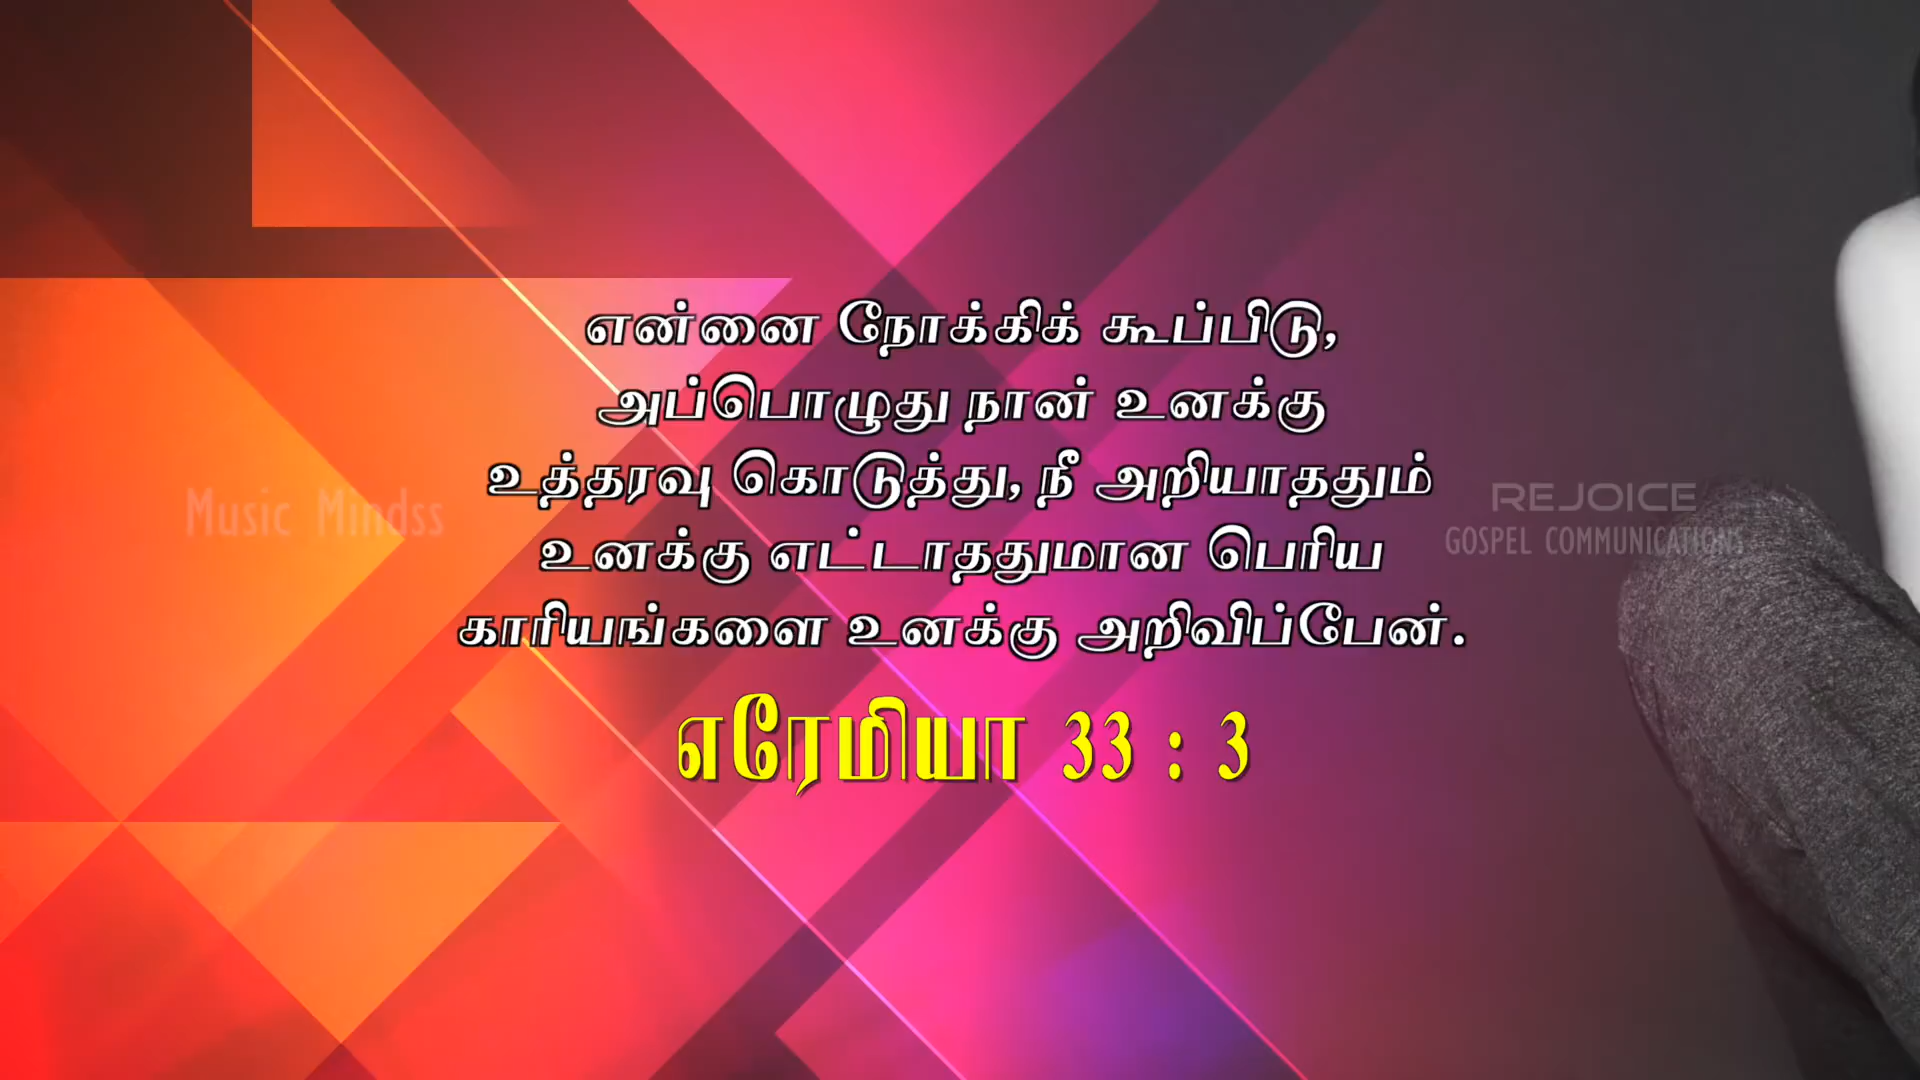 என்னை நோக்கிக் கூப்பிடு,
அப்பொழுது நான் உனக்கு
உத்தரவு கொடுத்து, நீ அறியாததும்
உனக்கு எட்டாததுமான பெரிய
காரியங்களை உனக்கு அறிவிப்பேன்.
எரேமியா 33 : 3
Music Mindss
REJOICE
GOSPEL COMMUNICATIONS